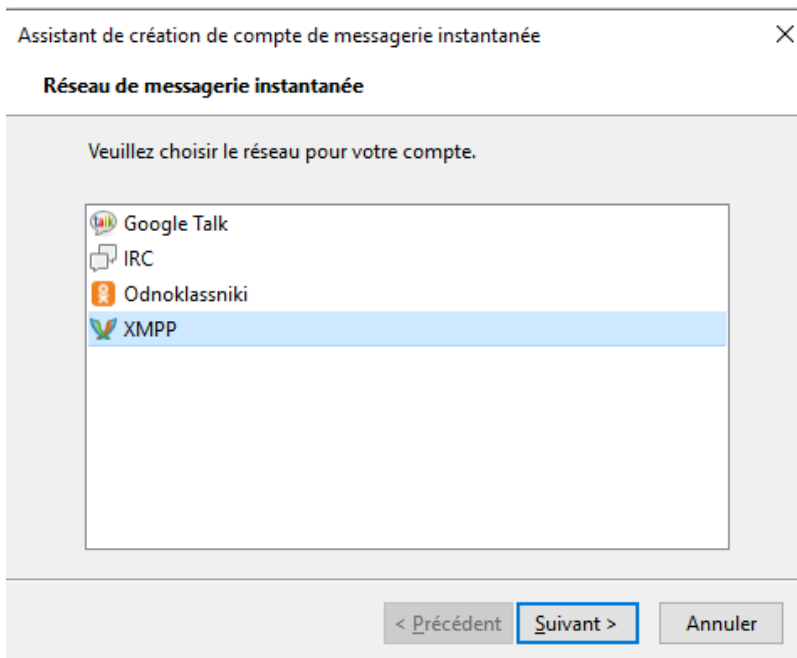 Assistant de création de compte de messagerie instantanée
Réseau de messagerie instantanée
Veuillez choisir le réseau pour votre compte.
talk Google Talk
IRC
Odnoklassniki
XMPP
< Précédent Suivant > Annuler